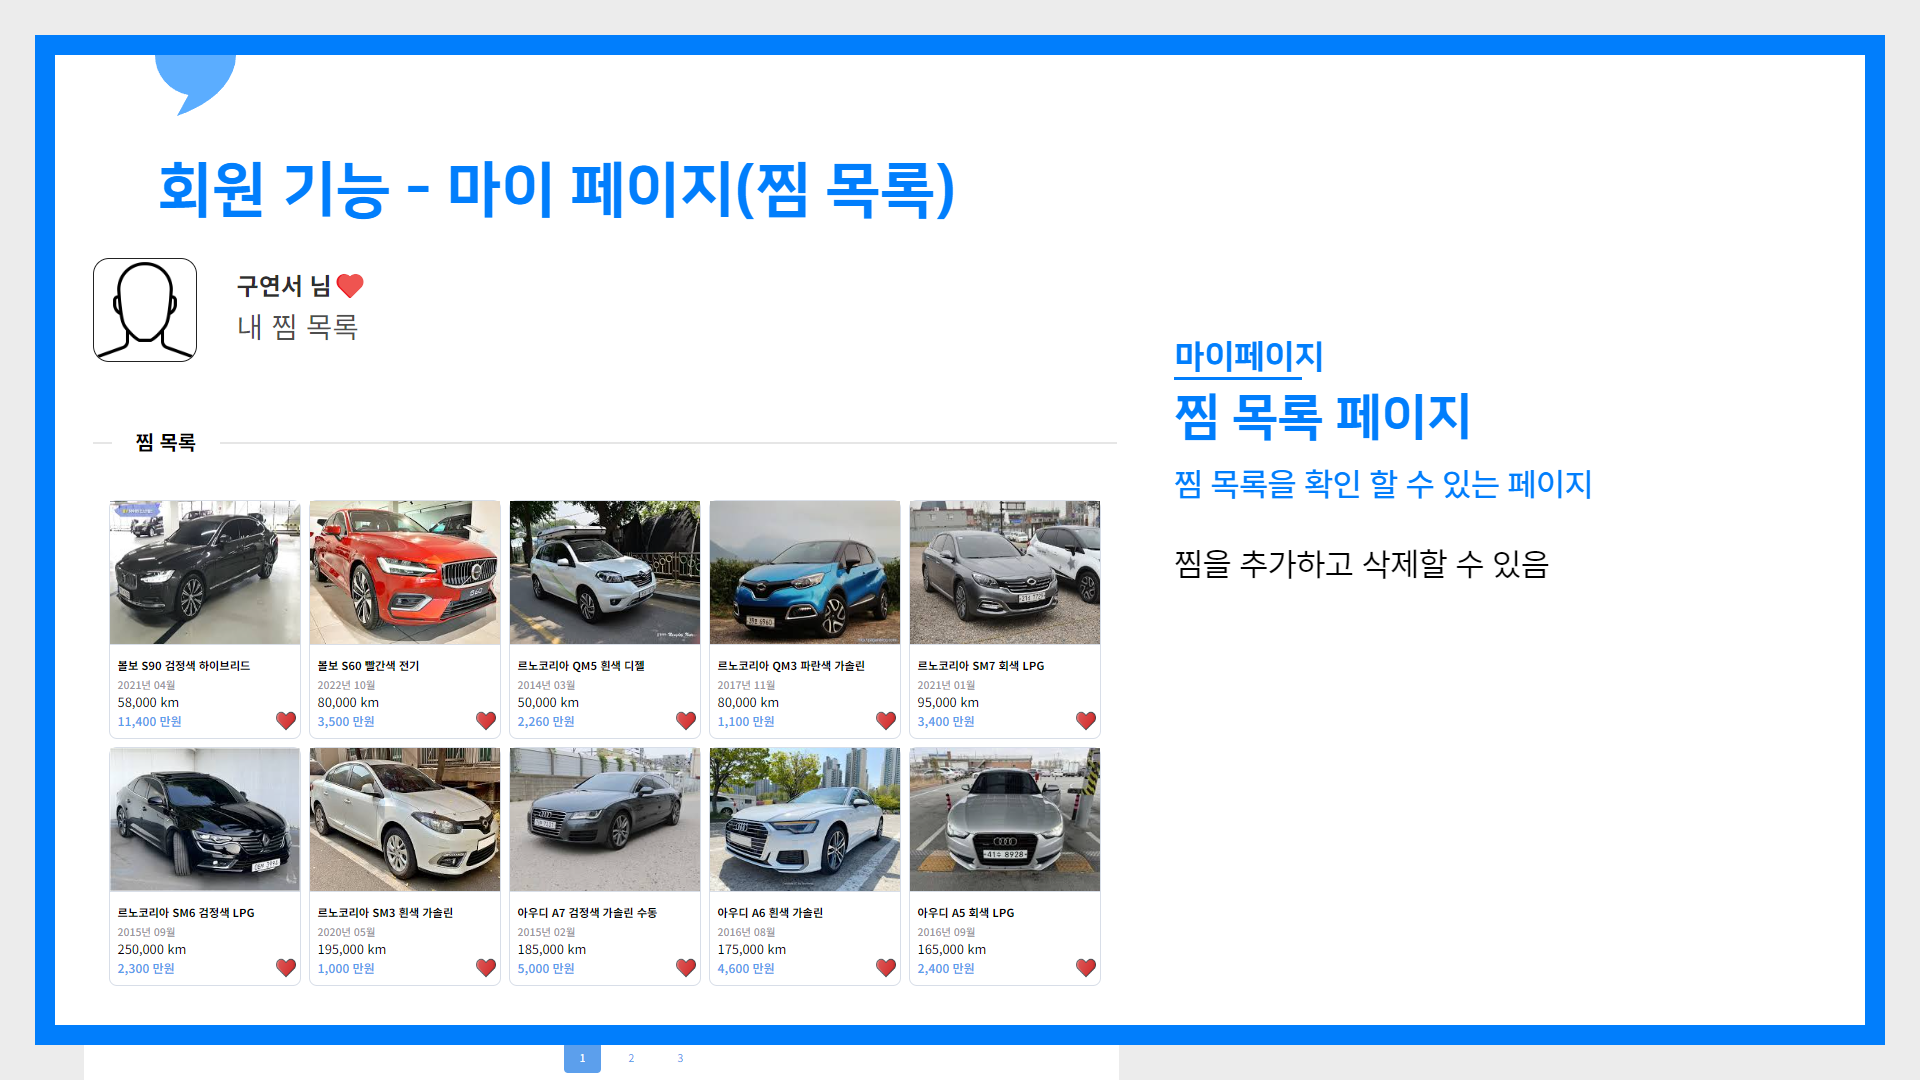 회원 기능 - 마이 페이지(찜 목록)
구연서 님
내 찜 목록
찜 목록
볼보 S90 검정색 하이브리드
2021년 04월
58,000 km
11,400 만원
볼보 S60 빨간색 전기
2022년 10월
80,000 km
3,500 만원
르노코리아 QM5 흰색 디젤
2014년 03월
50,000 km
2,260 만원
르노코리아 QM3 파란색 가솔린
2017년 11월
80,000 km
1,100 만원
르노코리아 SM7 회색 LPG
2021년 01월
95,000 km
3,400 만원
르노코리아 SM6 검정색 LPG
2015년 09월
250,000 km
2,300 만원
르노코리아 SM3 흰색 가솔린
2020년 05월
195,000 km
1,000 만원
아우디 A7 검정색 가솔린 수동
2015년 02월
185,000 km
5,000 만원
아우디 A6 흰색 가솔린
2016년 08월
175,000 km
4,600 만원
아우디 A5 회색 LPG
2016년 09월
165,000 km
2,400 만원
1 2 3
마이페이지
찜 목록 페이지
찜 목록을 확인 할 수 있는 페이지
찜을 추가하고 삭제할 수 있음